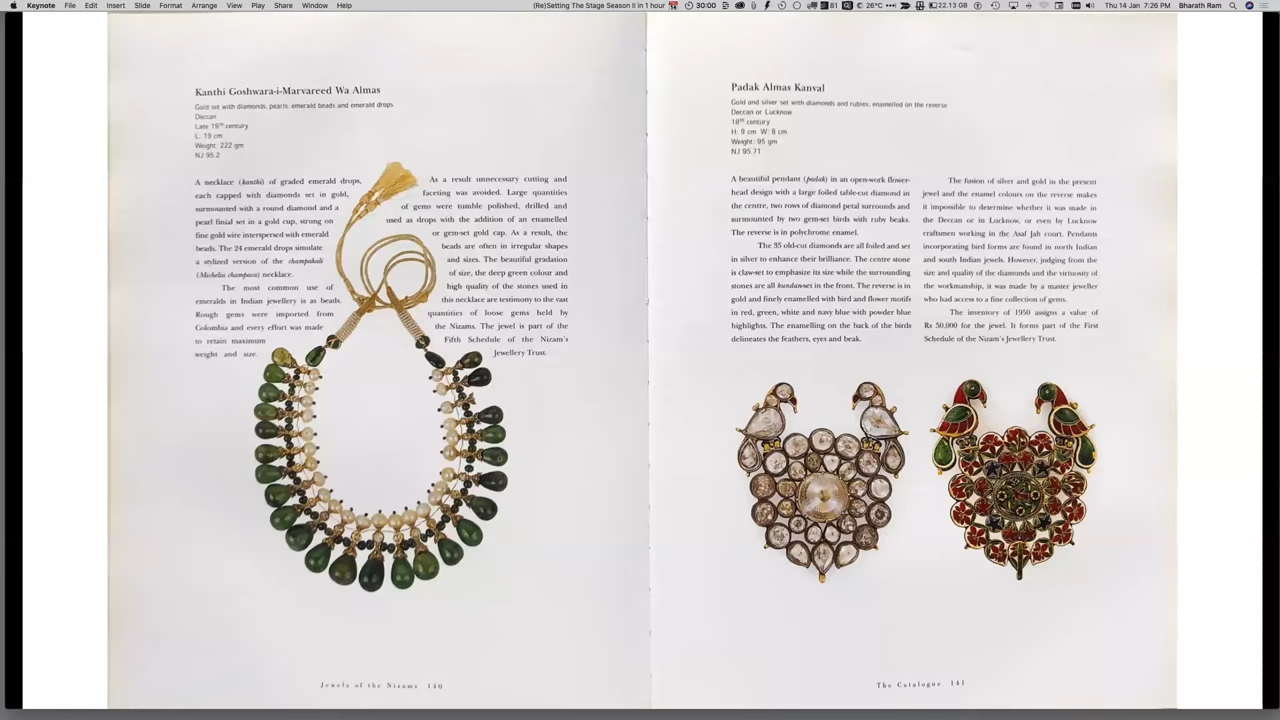 Keynote File Edit Insert Slide Format Arrange View Play Share Window Help (Re)Setting The Stage Season II in 1 hour 30:00 81 26°C 22.13 GB Thu 14 Jan 7:26 PM Bharath Ram
Kanthi Goshwara-i-Marvareed Wa Almas
Gold set with diamonds, pearls, emerald beads and emerald drops
Deccan
Late 19th century
L: 19 cm
Weight: 222 gm
NJ 95.2
A necklace (kanthi) of graded emerald drops,
each capped with diamonds set in gold,
surmounted with a round diamond and a
pearl finial set in a gold cup, strung on
fine gold wire interspersed with emerald
beads. The 24 emerald drops simulate
a stylized version of the champakali
(Michelia champaca) necklace.
The most common use of
emeralds in Indian jewellery is as beads.
Rough gems were imported from
Colombia and every effort was made
to retain maximum
weight and size.
As a result unnecessary cutting and
faceting was avoided. Large quantities
of gems were tumble polished, drilled and
used as drops with the addition of an enamelled
or gem-set gold cap. As a result, the
beads are often in irregular shapes
and sizes. The beautiful gradation
of size, the deep green colour and
high quality of the stones used in
this necklace are testimony to the vast
quantities of loose gems held by
the Nizams. The jewel is part of the
Fifth Schedule of the Nizam's
Jewellery Trust.
Jewels of the Nizams 140
Padak Almas Kanval
Gold and silver set with diamonds and rubies, enamelled on the reverse
Deccan or Lucknow
18th century
H: 9 cm W: 6 cm
Weight: 95 gm
NJ 95.71
A beautiful pendant (padak) in an open-work flower-
head design with a large foiled table-cut diamond in
the centre, two rows of diamond petal surrounds and
surmounted by two gem-set birds with ruby beaks.
The reverse is in polychrome enamel.
The 35 old-cut diamonds are all foiled and set
in silver to enhance their brilliance. The centre stone
is claw-set to emphasize its size while the surrounding
stones are all kundan-set in the front. The reverse is in
gold and finely enamelled with bird and flower motifs
in red, green, white and navy blue with powder blue
highlights. The enamelling on the back of the birds
delineates the feathers, eyes and beak.
The fusion of silver and gold in the present
jewel and the enamel colours on the reverse makes
it impossible to determine whether it was made in
the Deccan or in Lucknow, or even by Lucknow
craftsmen working in the Asaf Jah court. Pendants
incorporating bird forms are found in north Indian
and south Indian jewels. However, judging from the
size and quality of the diamonds and the virtuosity of
the workmanship, it was made by a master jeweller
who had access to a fine collection of gems.
The inventory of 1950 assigns a value of
Rs 50,000 for the jewel. It forms part of the First
Schedule of the Nizam's Jewellery Trust.
The Catalogue 141